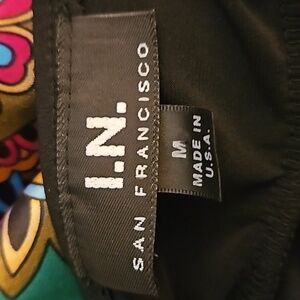 I.N.
SAN FRANCISCO
M
MADE IN
U.S.A.